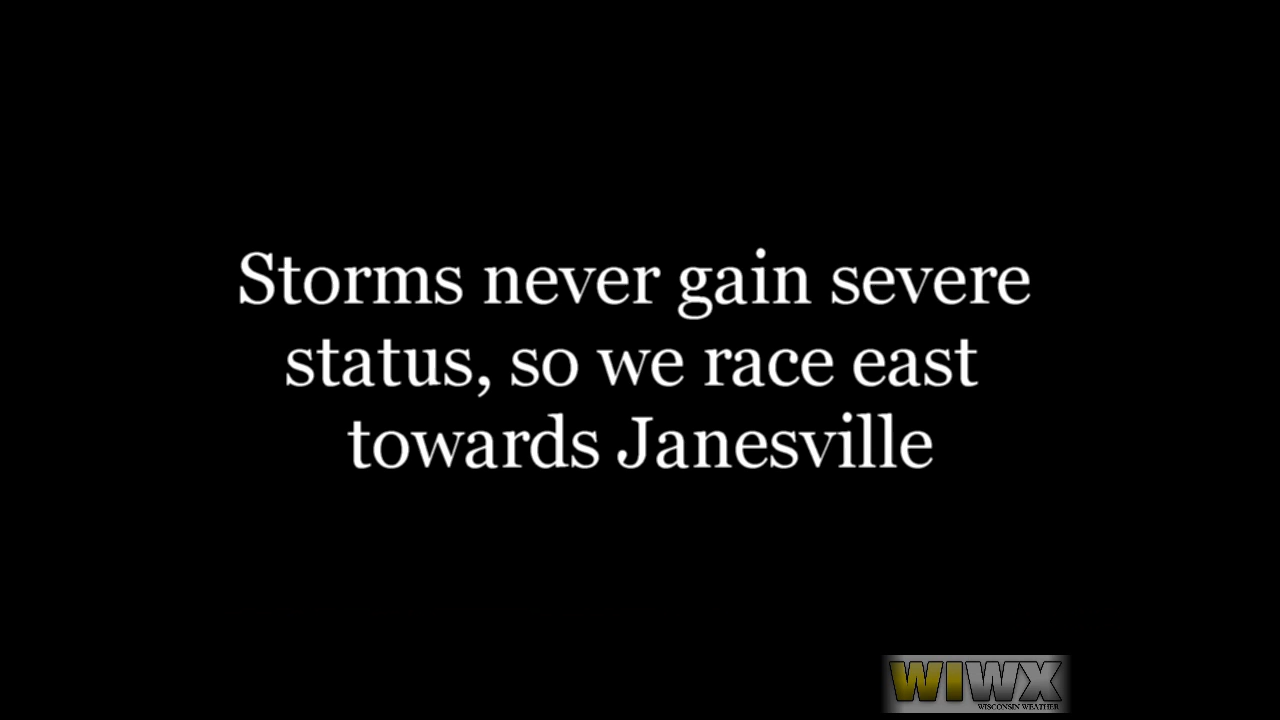 Storms never gain severe
status, so we race east
towards Janesville
WIWX
WISCONSIN WEATHER